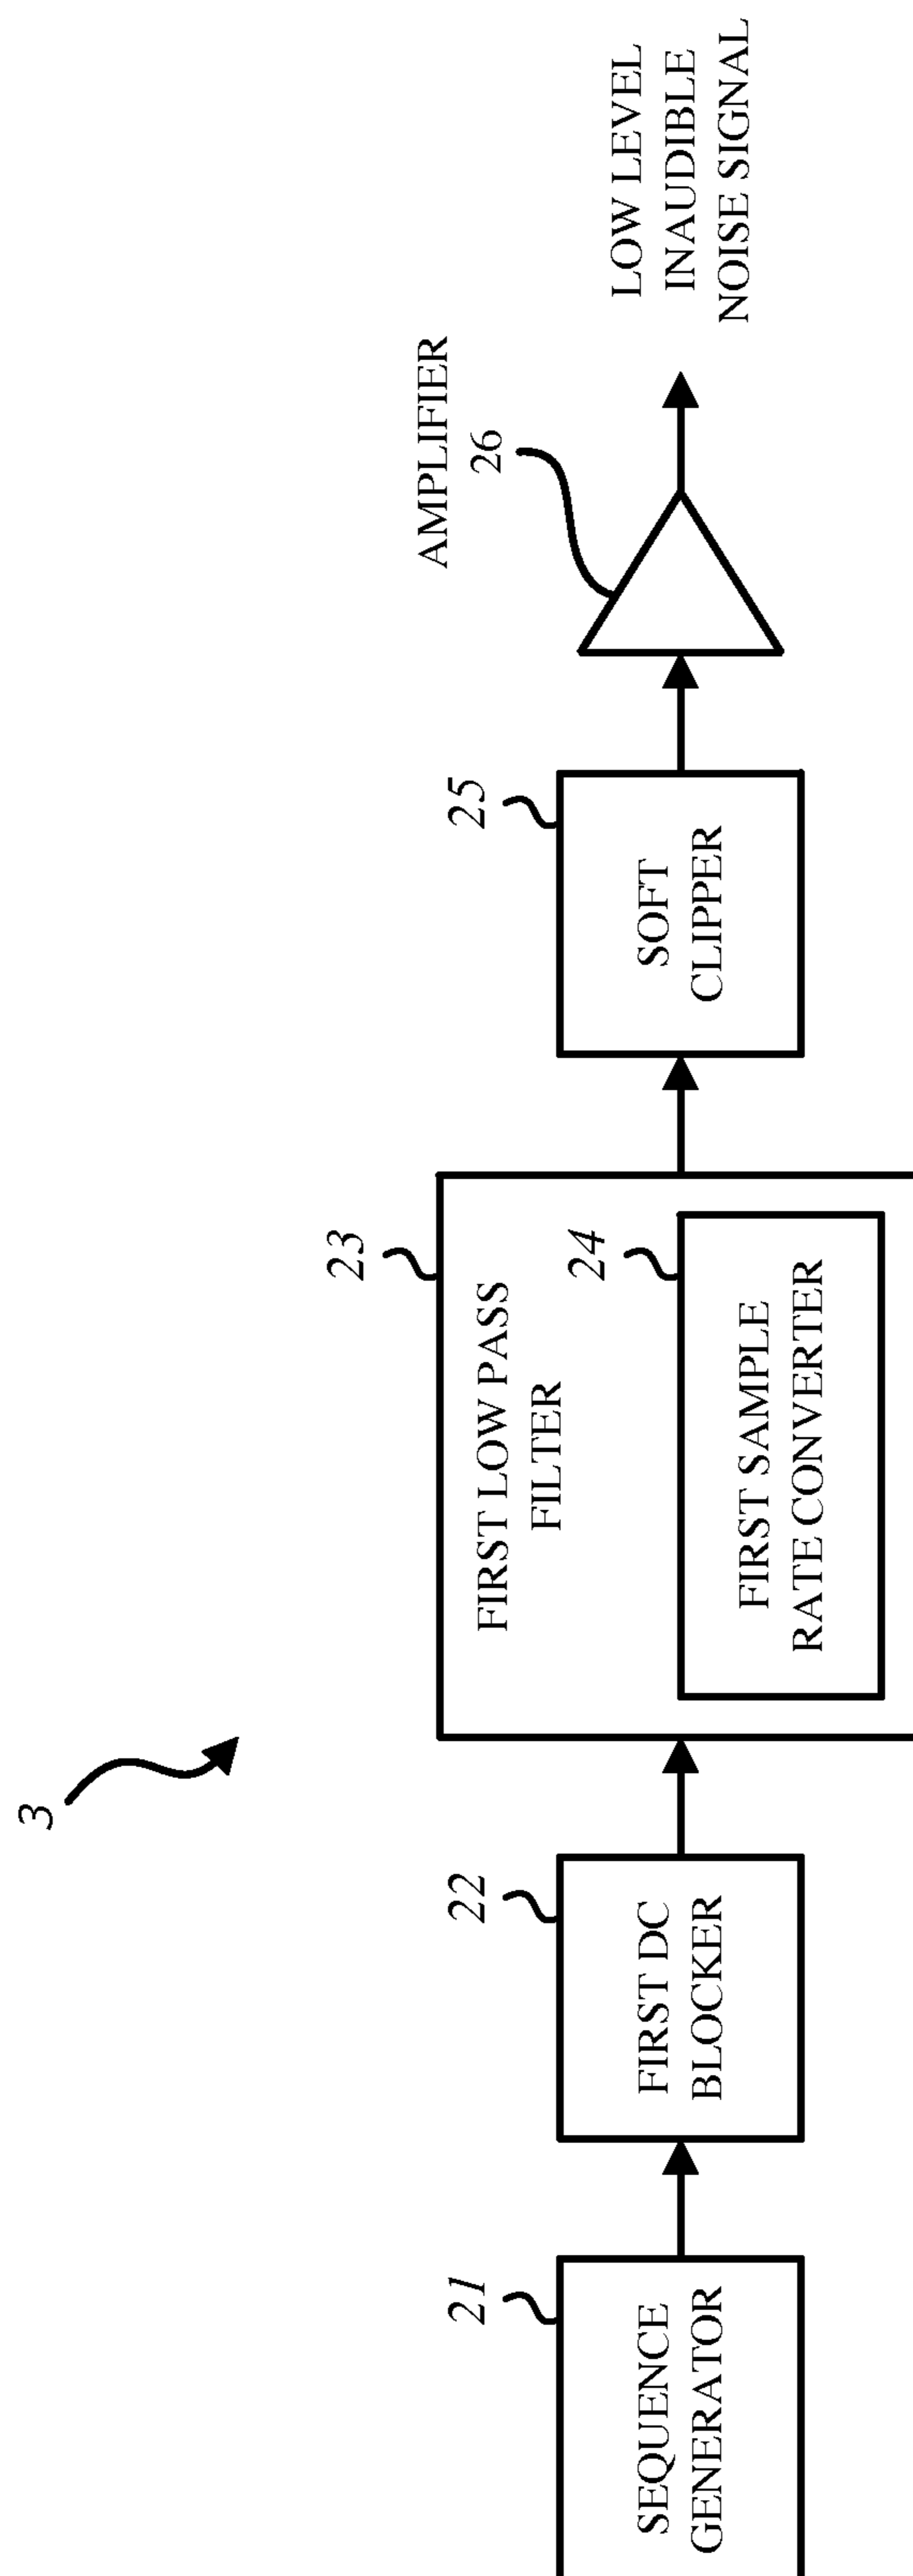 3
21
SEQUENCE
GENERATOR
22
FIRST DC
BLOCKER
23
FIRST LOW PASS
FILTER
24
FIRST SAMPLE
RATE CONVERTER
25
SOFT
CLIPPER
AMPLIFIER
26
LOW LEVEL
INAUDIBLE
NOISE SIGNAL